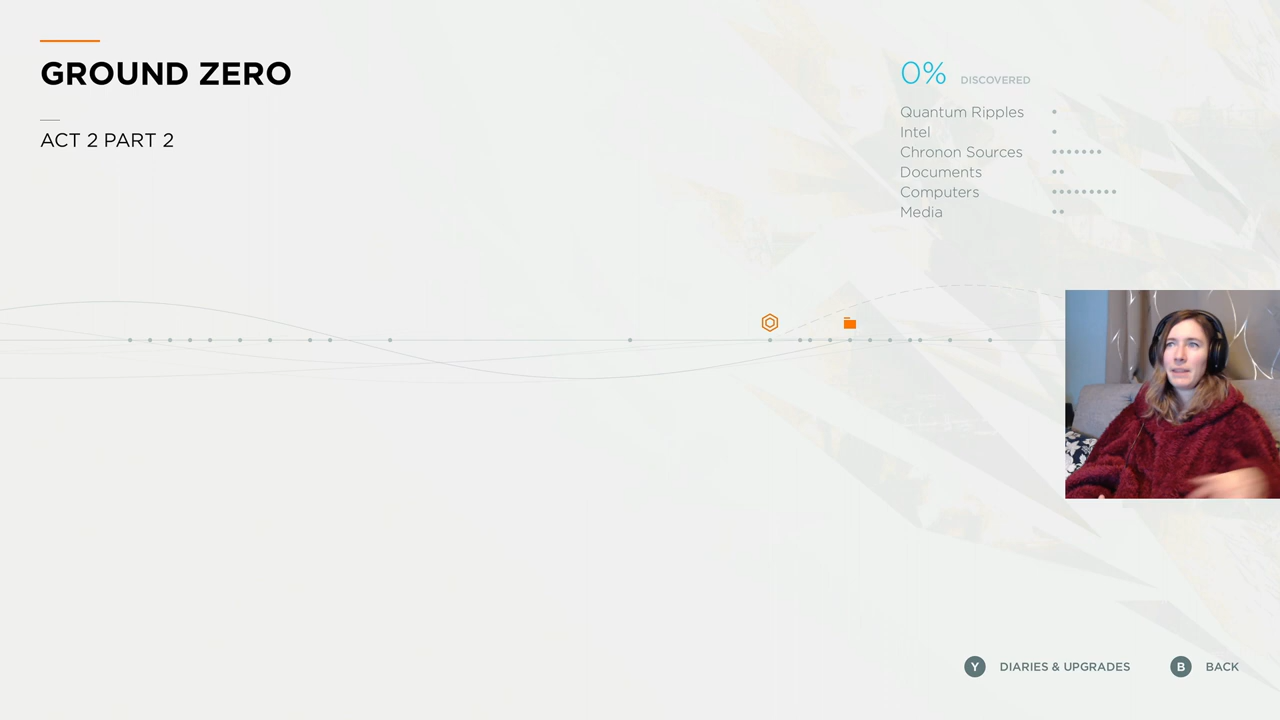 GROUND ZERO
ACT 2 PART 2
0% DISCOVERED
Quantum Ripples
Intel
Chronon Sources
Documents
Computers
Media
Y DIARIES & UPGRADES B BACK